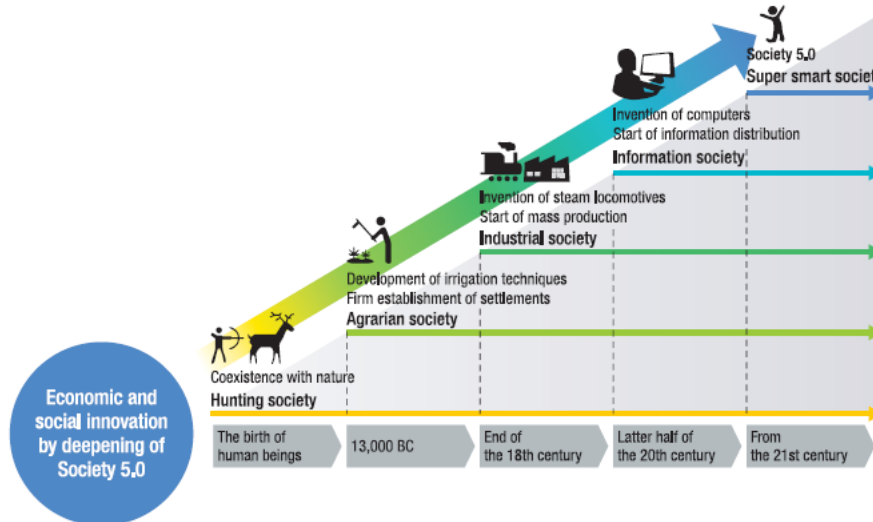 Society 5.0
Super smart societ
Invention of computers
Start of information distribution
Information society
Invention of steam locomotives
Start of mass production
Industrial society
Development of irrigation techniques
Firm establishment of settlements
Agrarian society
Coexistence with nature
Hunting society
Economic and
social innovation
by deepening of
Society 5.0
The birth of
human beings
13,000 BC
End of
the 18th century
Latter half of
the 20th century
From
the 21st century